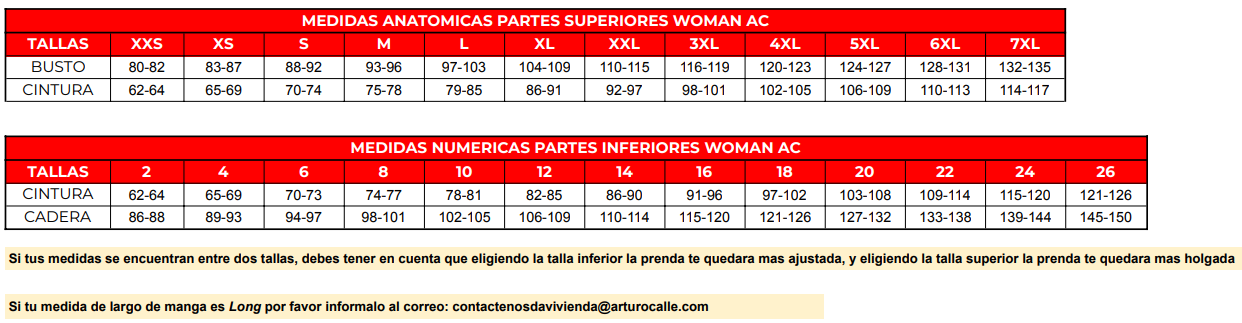 MEDIDAS ANATOMICAS PARTES SUPERIORES WOMAN AC
TALLAS XXS XS S M L XL XXL 3XL 4XL 5XL 6XL 7XL
BUSTO 80-82 83-87 88-92 93-96 97-103 104-109 110-115 116-119 120-123 124-127 128-131 132-135
CINTURA 62-64 65-69 70-74 75-78 79-85 86-91 92-97 98-101 102-105 106-109 110-113 114-117
MEDIDAS NUMERICAS PARTES INFERIORES WOMAN AC
TALLAS 2 4 6 8 10 12 14 16 18 20 22 24 26
CINTURA 62-64 65-69 70-73 74-77 78-81 82-85 86-90 91-96 97-102 103-108 109-114 115-120 121-126
CADERA 86-88 89-93 94-97 98-101 102-105 106-109 110-114 115-120 121-126 127-132 133-138 139-144 145-150
Si tus medidas se encuentran entre dos tallas, debes tener en cuenta que eligiendo la talla inferior la prenda te quedara mas ajustada, y eligiendo la talla superior la prenda te quedara mas holgada
Si tu medida de largo de manga es Long por favor informalo al correo: contactenosdavivienda@arturocalle.com